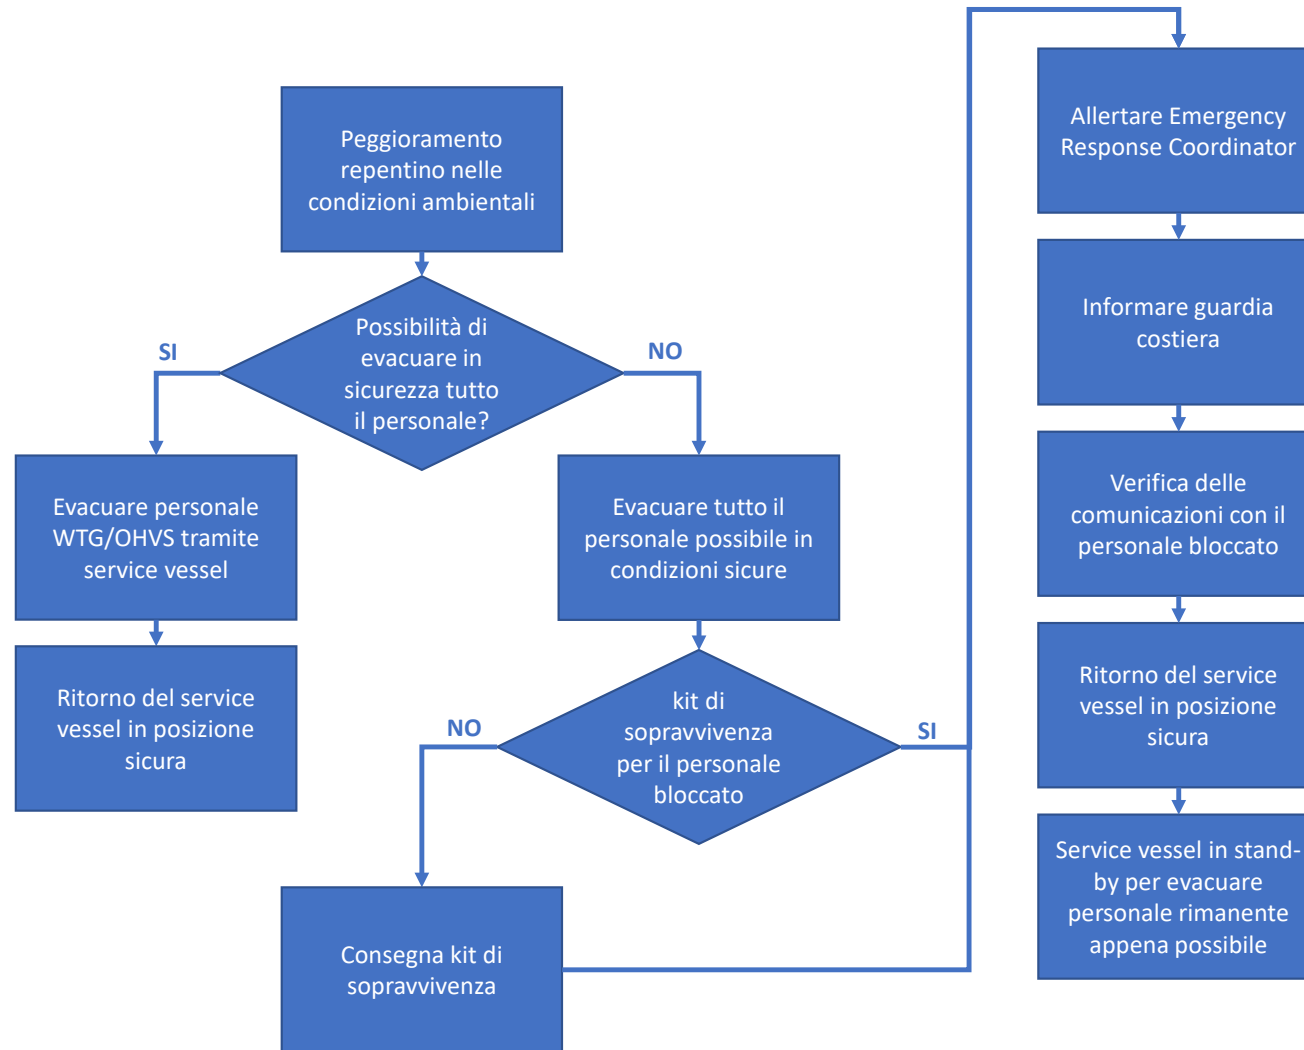 Peggioramento
repentino nelle
condizioni ambientali
Possibilità di
evacuare in
sicurezza tutto
il personale?
SI
NO
Evacuare personale
WTG/OHVS tramite
service vessel
Ritorno del service
vessel in posizione
sicura
Evacuare tutto il
personale possibile in
condizioni sicure
kit di
sopravvivenza
per il personale
bloccato
NO
SI
Consegna kit di
sopravvivenza
Allertare Emergency
Response Coordinator
Informare guardia
costiera
Verifica delle
comunicazioni con il
personale bloccato
Ritorno del service
vessel in posizione
sicura
Service vessel in stand-
by per evacuare
personale rimanente
appena possibile